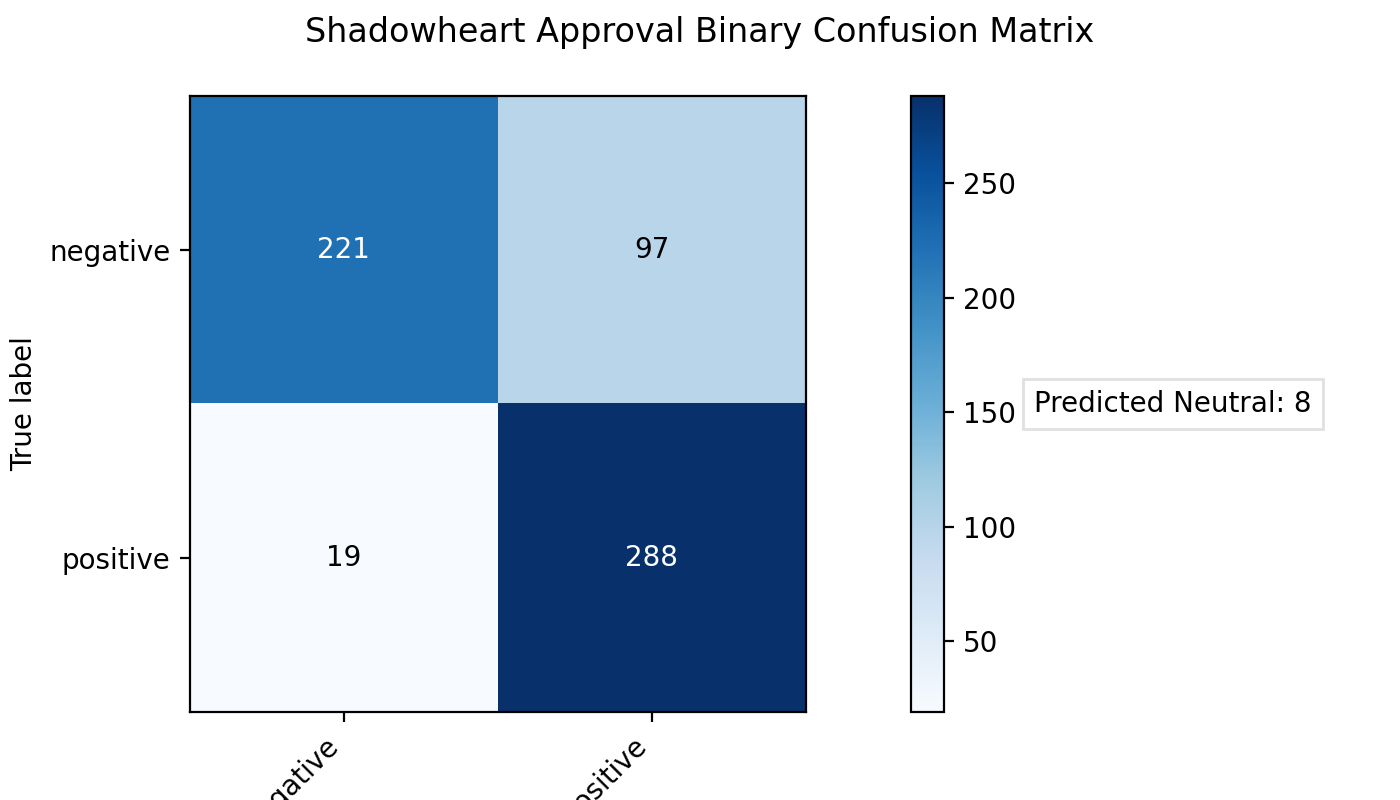 Shadowheart Approval Binary Confusion Matrix
True label
negative
221
97
positive
19
288
250
200
150
100
50
Predicted Neutral: 8